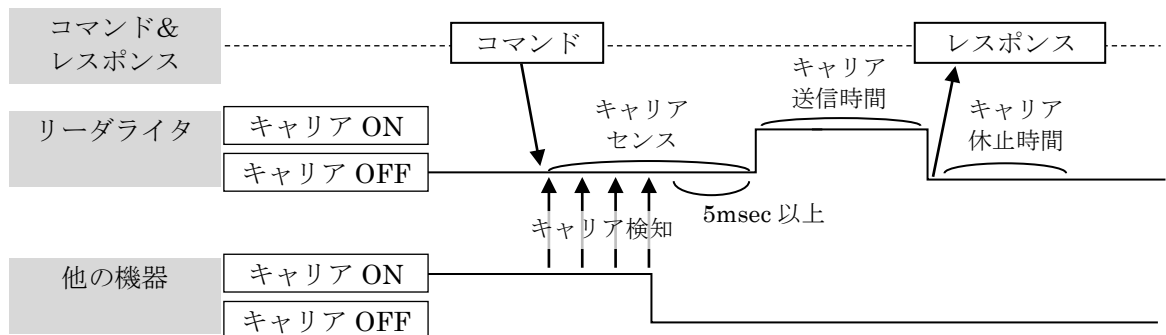 コマンド&
レスポンス
コマンド
レスポンス
キャリア
送信時間
リーダライタ
キャリア ON
キャリア OFF
キャリア
センス
キャリア
休止時間
5msec 以上
キャリア検知
他の機器
キャリア ON
キャリア OFF